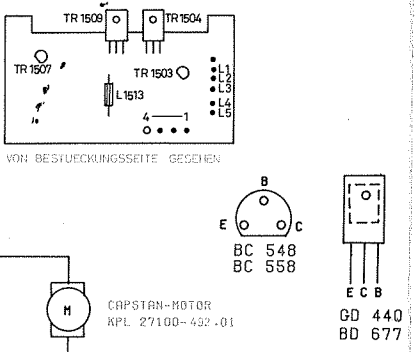 TR 1509 TR 1504
TR 1507 TR 1503
L1
L2
L3
L1513
L4
L5
4 1
VON BESTUECKUNGSSEITE GESEHEN
B
E C
BC 548
BC 558
E C B
GD 440
BD 677
M
CAPSTAN-MOTOR
KPL 27100-492.01